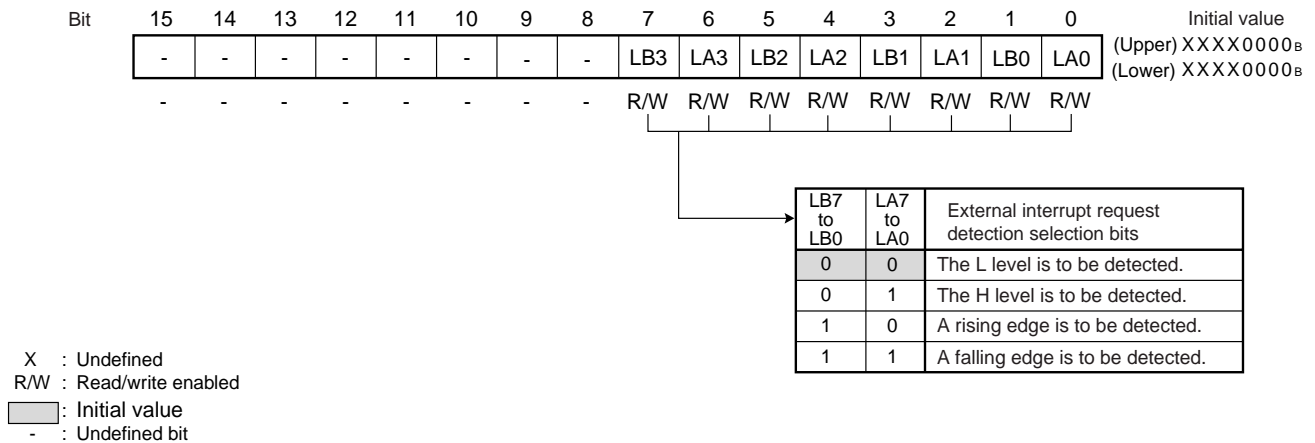 Bit 15 14 13 12 11 10 9 8 7 6 5 4 3 2 1 0 Initial value
- - - - - - - - LB3 LA3 LB2 LA2 LB1 LA1 LB0 LA0 (Upper) XXXX0000B
(Lower) XXXX0000B
- - - - - - - - R/W R/W R/W R/W R/W R/W R/W R/W
LB7 to LB0 LA7 to LA0 External interrupt request detection selection bits
0 0 The L level is to be detected.
0 1 The H level is to be detected.
1 0 A rising edge is to be detected.
1 1 A falling edge is to be detected.
X : Undefined
R/W : Read/write enabled
: Initial value
- : Undefined bit